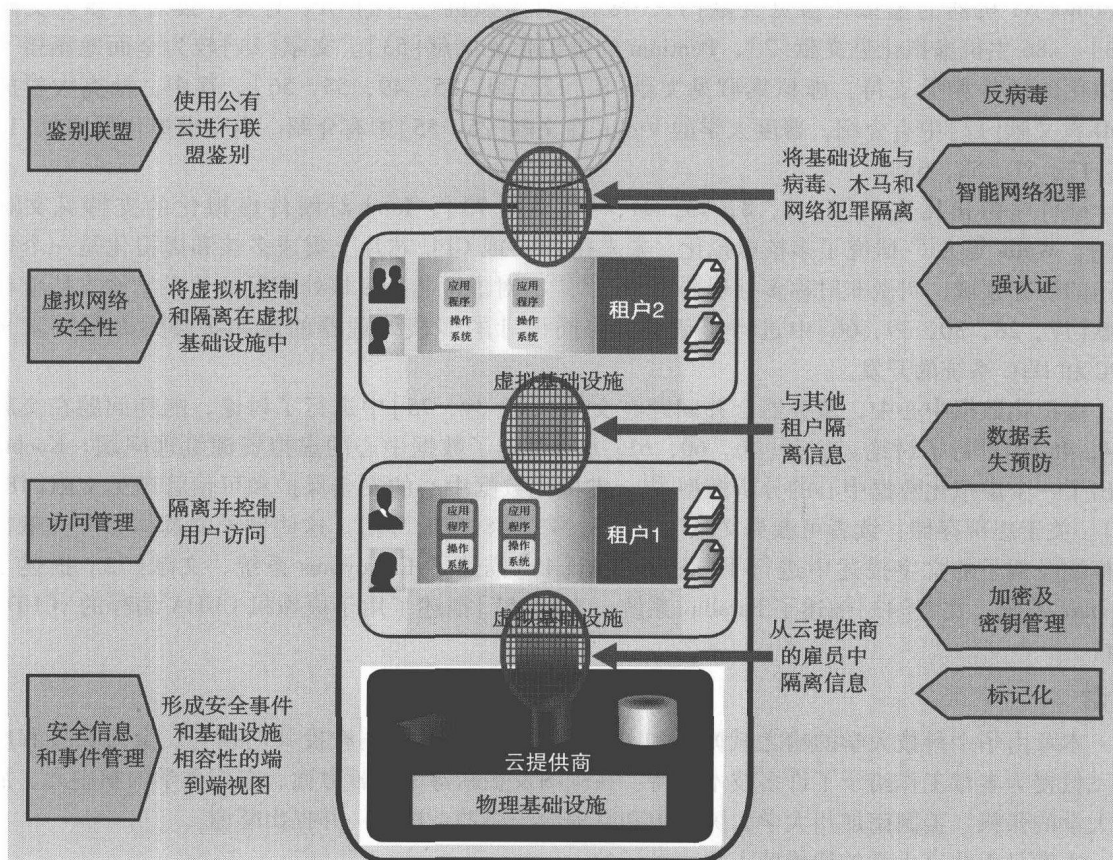 鉴别联盟
使用公有
云进行联
盟鉴别
反病毒
将基础设施与
病毒、木马和
网络犯罪隔离
智能网络犯罪
强认证
虚拟网络
安全性
将虚拟机控制
和隔离在虚拟
基础设施中
应用
程序
操作
系统
应用
程序
操作
系统
租户2
虚拟基础设施
与其他
租户隔
离信息
数据丢
失预防
访问管理
隔离并控制
用户访问
应用
程序
操作
系统
应用
程序
操作
系统
租户1
虚拟基础设施
从云提供商
的雇员中
隔离信息
加密及
密钥管理
标记化
安全信息
和事件管理
形成安全事件
和基础设施
相容性的端
到端视图
云提供商
物理基础设施